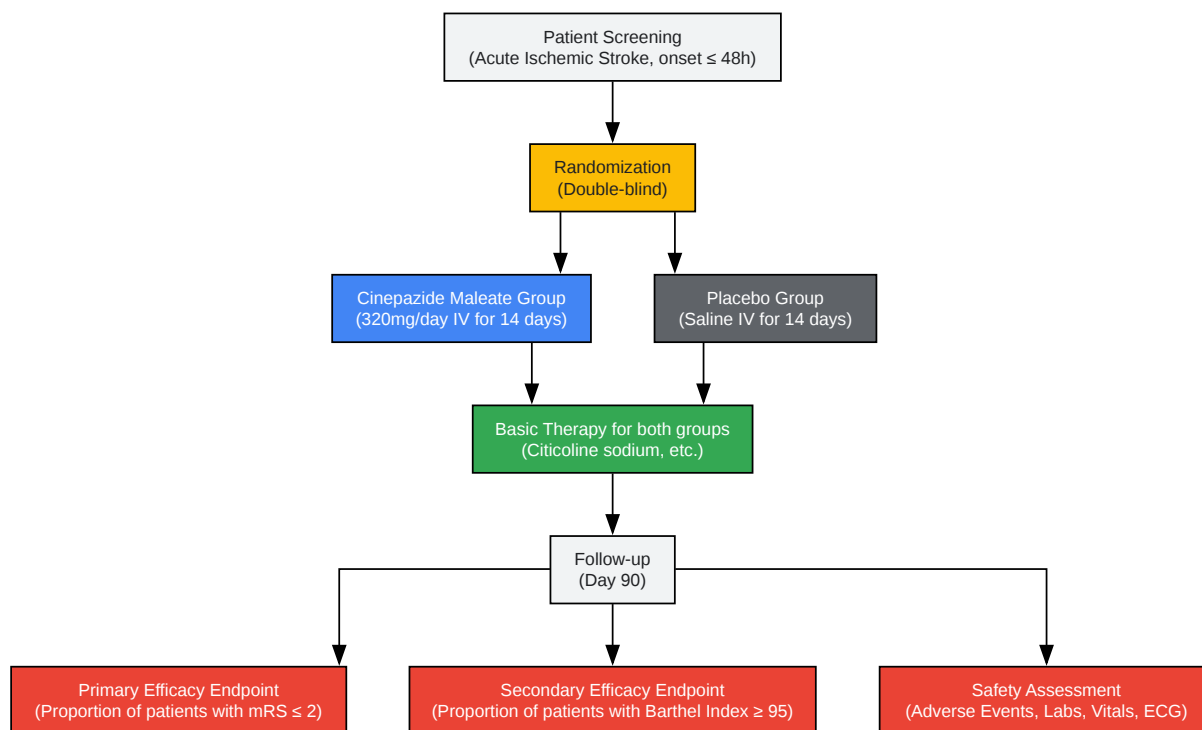 Patient Screening
(Acute Ischemic Stroke, onset ≤ 48h)
Randomization
(Double-blind)
Cinepazide Maleate Group
(320mg/day IV for 14 days)
Placebo Group
(Saline IV for 14 days)
Basic Therapy for both groups
(Citicoline sodium, etc.)
Follow-up
(Day 90)
Primary Efficacy Endpoint
(Proportion of patients with mRS ≤ 2)
Secondary Efficacy Endpoint
(Proportion of patients with Barthel Index ≥ 95)
Safety Assessment
(Adverse Events, Labs, Vitals, ECG)